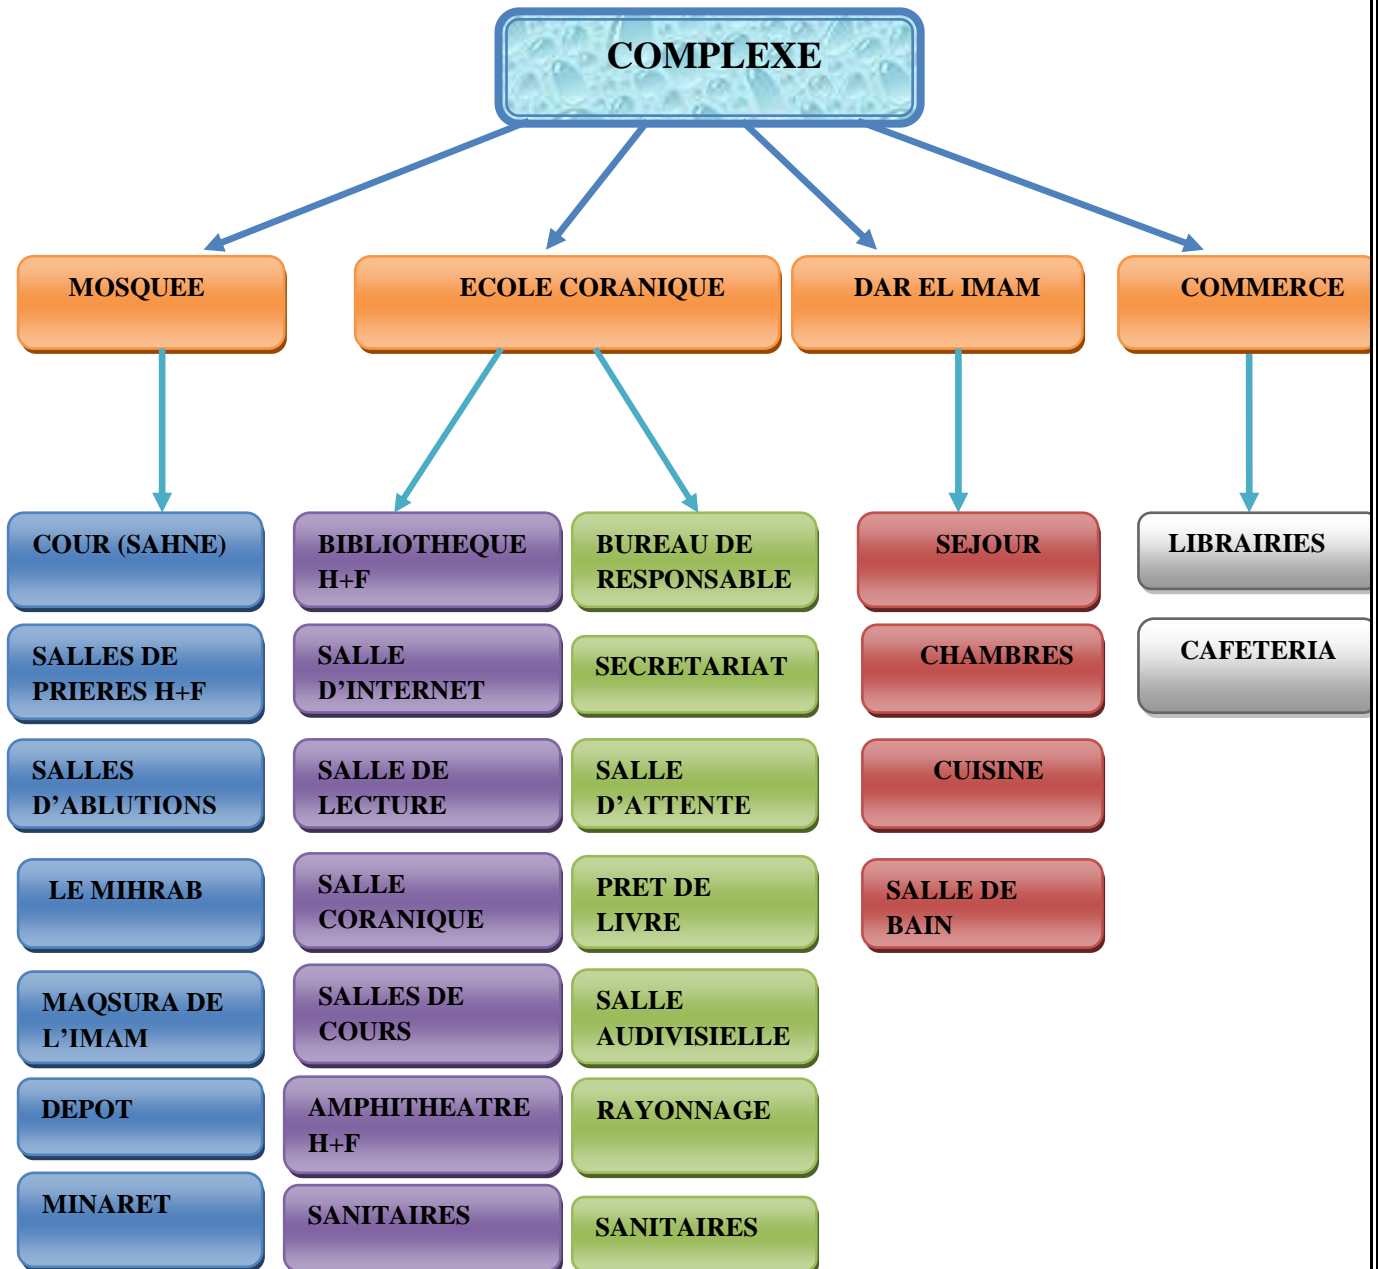 COMPLEXE
MOSQUEE
ECOLE CORANIQUE
DAR EL IMAM
COMMERCE
COUR (SAHNE)
SALLES DE
PRIERES H+F
SALLES
D’ABLUTIONS
LE MIHRAB
MAQSURA DE
L’IMAM
DEPOT
MINARET
BIBLIOTHEQUE
H+F
SALLE
D’INTERNET
SALLE DE
LECTURE
SALLE
CORANIQUE
SALLES DE
COURS
AMPHITHEATRE
H+F
SANITAIRES
BUREAU DE
RESPONSABLE
SECRETARIAT
SALLE
D’ATTENTE
PRET DE
LIVRE
SALLE
AUDIVISIELLE
RAYONNAGE
SANITAIRES
SEJOUR
CHAMBRES
CUISINE
SALLE DE
BAIN
LIBRAIRIES
CAFETERIA